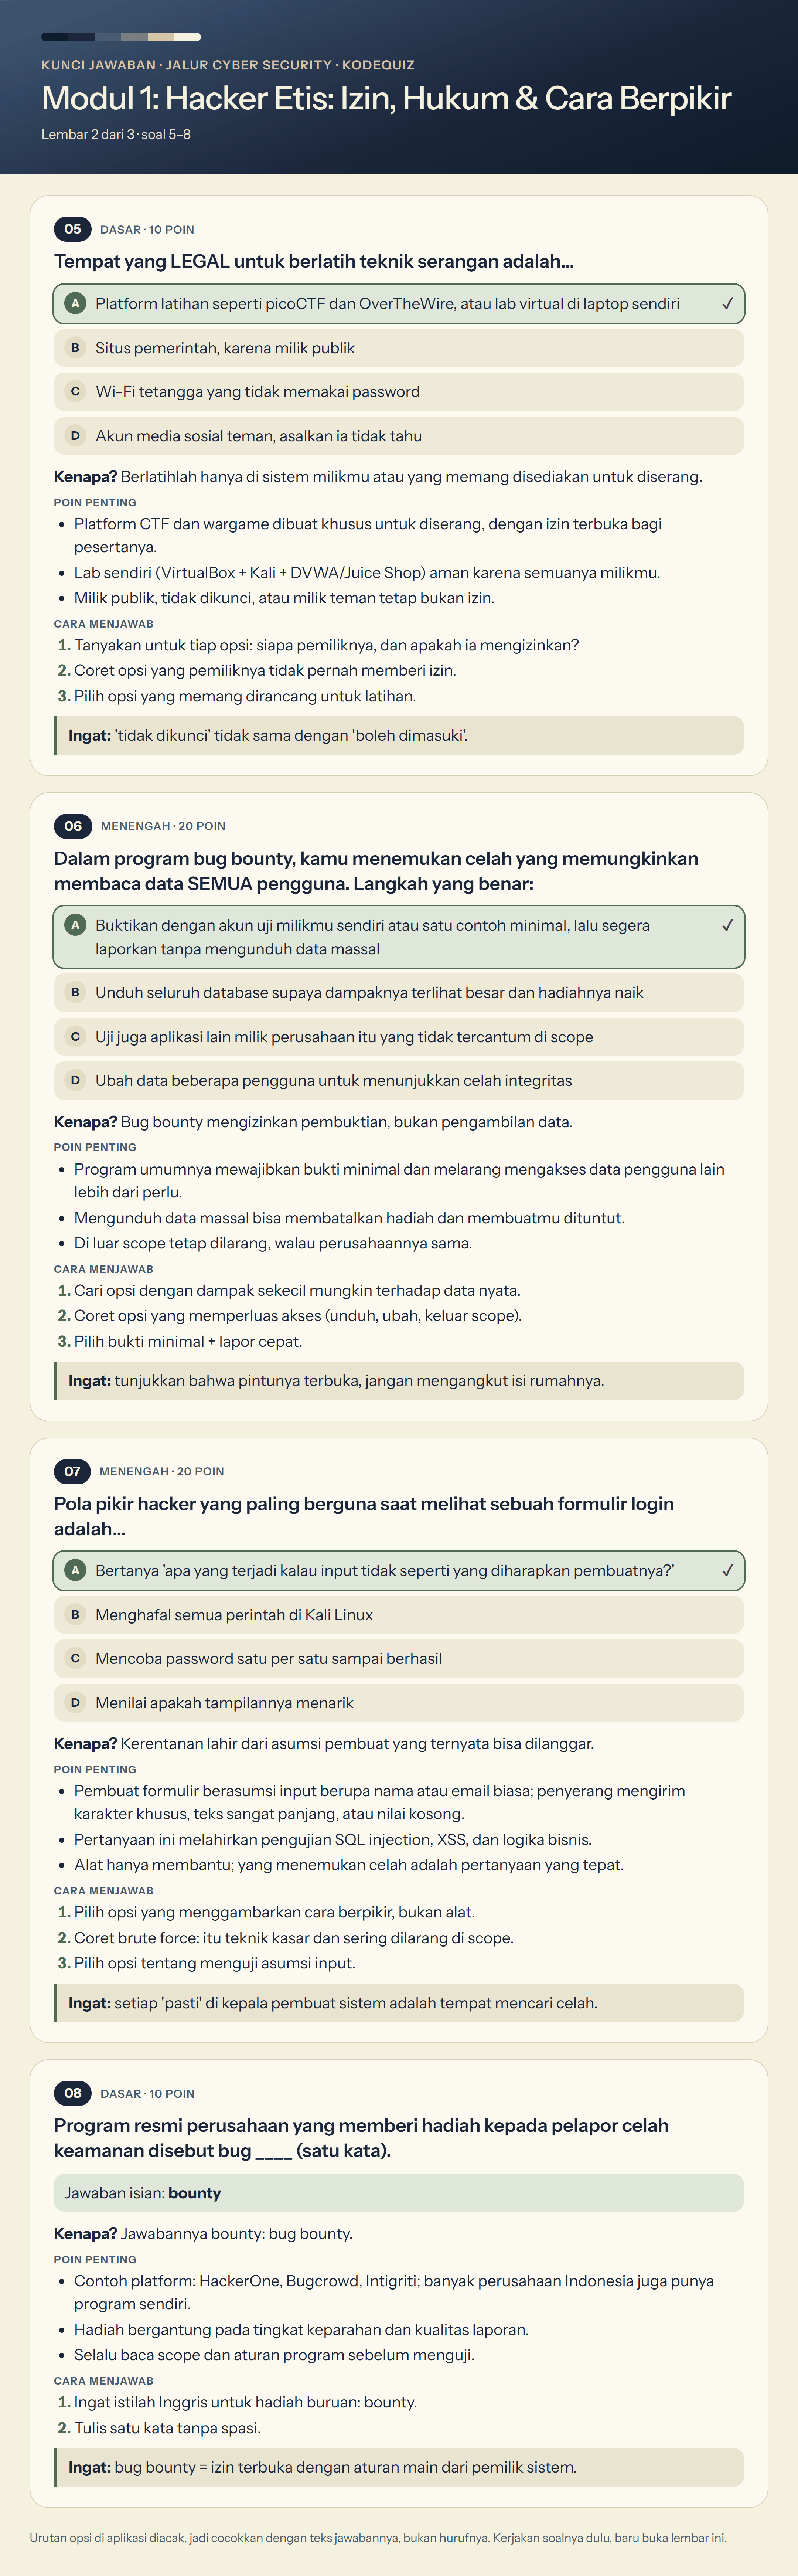 KUNCI JAWABAN · JALUR CYBER SECURITY · KODEQUIZ
Modul 1: Hacker Etis: Izin, Hukum & Cara Berpikir
Lembar 2 dari 3 · soal 5–8
05 DASAR · 10 POIN
Tempat yang LEGAL untuk berlatih teknik serangan adalah...
A Platform latihan seperti picoCTF dan OverTheWire, atau lab virtual di laptop sendiri ✓
B Situs pemerintah, karena milik publik
C Wi-Fi tetangga yang tidak memakai password
D Akun media sosial teman, asalkan ia tidak tahu
Kenapa? Berlatihlah hanya di sistem milikmu atau yang memang disediakan untuk diserang.
POIN PENTING
• Platform CTF dan wargame dibuat khusus untuk diserang, dengan izin terbuka bagi
pesertanya.
• Lab sendiri (VirtualBox + Kali + DVWA/Juice Shop) aman karena semuanya milikmu.
• Milik publik, tidak dikunci, atau milik teman tetap bukan izin.
CARA MENJAWAB
1. Tanyakan untuk tiap opsi: siapa pemiliknya, dan apakah ia mengizinkan?
2. Coret opsi yang pemiliknya tidak pernah memberi izin.
3. Pilih opsi yang memang dirancang untuk latihan.
Ingat: 'tidak dikunci' tidak sama dengan 'boleh dimasuki'.
06 MENENGAH · 20 POIN
Dalam program bug bounty, kamu menemukan celah yang memungkinkan
membaca data SEMUA pengguna. Langkah yang benar:
A Buktikan dengan akun uji milikmu sendiri atau satu contoh minimal, lalu segera ✓
laporkan tanpa mengunduh data massal
B Unduh seluruh database supaya dampaknya terlihat besar dan hadiahnya naik
C Uji juga aplikasi lain milik perusahaan itu yang tidak tercantum di scope
D Ubah data beberapa pengguna untuk menunjukkan celah integritas
Kenapa? Bug bounty mengizinkan pembuktian, bukan pengambilan data.
POIN PENTING
• Program umumnya mewajibkan bukti minimal dan melarang mengakses data pengguna lain
lebih dari perlu.
• Mengunduh data massal bisa membatalkan hadiah dan membuatmu dituntut.
• Di luar scope tetap dilarang, walau perusahaannya sama.
CARA MENJAWAB
1. Cari opsi dengan dampak sekecil mungkin terhadap data nyata.
2. Coret opsi yang memperluas akses (unduh, ubah, keluar scope).
3. Pilih bukti minimal + lapor cepat.
Ingat: tunjukkan bahwa pintunya terbuka, jangan mengangkut isi rumahnya.
07 MENENGAH · 20 POIN
Pola pikir hacker yang paling berguna saat melihat sebuah formulir login
adalah...
A Bertanya 'apa yang terjadi kalau input tidak seperti yang diharapkan pembuatnya?' ✓
B Menghafal semua perintah di Kali Linux
C Mencoba password satu per satu sampai berhasil
D Menilai apakah tampilannya menarik
Kenapa? Kerentanan lahir dari asumsi pembuat yang ternyata bisa dilanggar.
POIN PENTING
• Pembuat formulir berasumsi input berupa nama atau email biasa; penyerang mengirim
karakter khusus, teks sangat panjang, atau nilai kosong.
• Pertanyaan ini melahirkan pengujian SQL injection, XSS, dan logika bisnis.
• Alat hanya membantu; yang menemukan celah adalah pertanyaan yang tepat.
CARA MENJAWAB
1. Pilih opsi yang menggambarkan cara berpikir, bukan alat.
2. Coret brute force: itu teknik kasar dan sering dilarang di scope.
3. Pilih opsi tentang menguji asumsi input.
Ingat: setiap 'pasti' di kepala pembuat sistem adalah tempat mencari celah.
08 DASAR · 10 POIN
Program resmi perusahaan yang memberi hadiah kepada pelapor celah
keamanan disebut bug ____ (satu kata).
Jawaban isian: bounty
Kenapa? Jawabannya bounty: bug bounty.
POIN PENTING
• Contoh platform: HackerOne, Bugcrowd, Intigriti; banyak perusahaan Indonesia juga punya
program sendiri.
• Hadiah bergantung pada tingkat keparahan dan kualitas laporan.
• Selalu baca scope dan aturan program sebelum menguji.
CARA MENJAWAB
1. Ingat istilah Inggris untuk hadiah buruan: bounty.
2. Tulis satu kata tanpa spasi.
Ingat: bug bounty = izin terbuka dengan aturan main dari pemilik sistem.
Urutan opsi di aplikasi diacak, jadi cocokkan dengan teks jawabannya, bukan hurufnya. Kerjakan soalnya dulu, baru buka lembar ini.